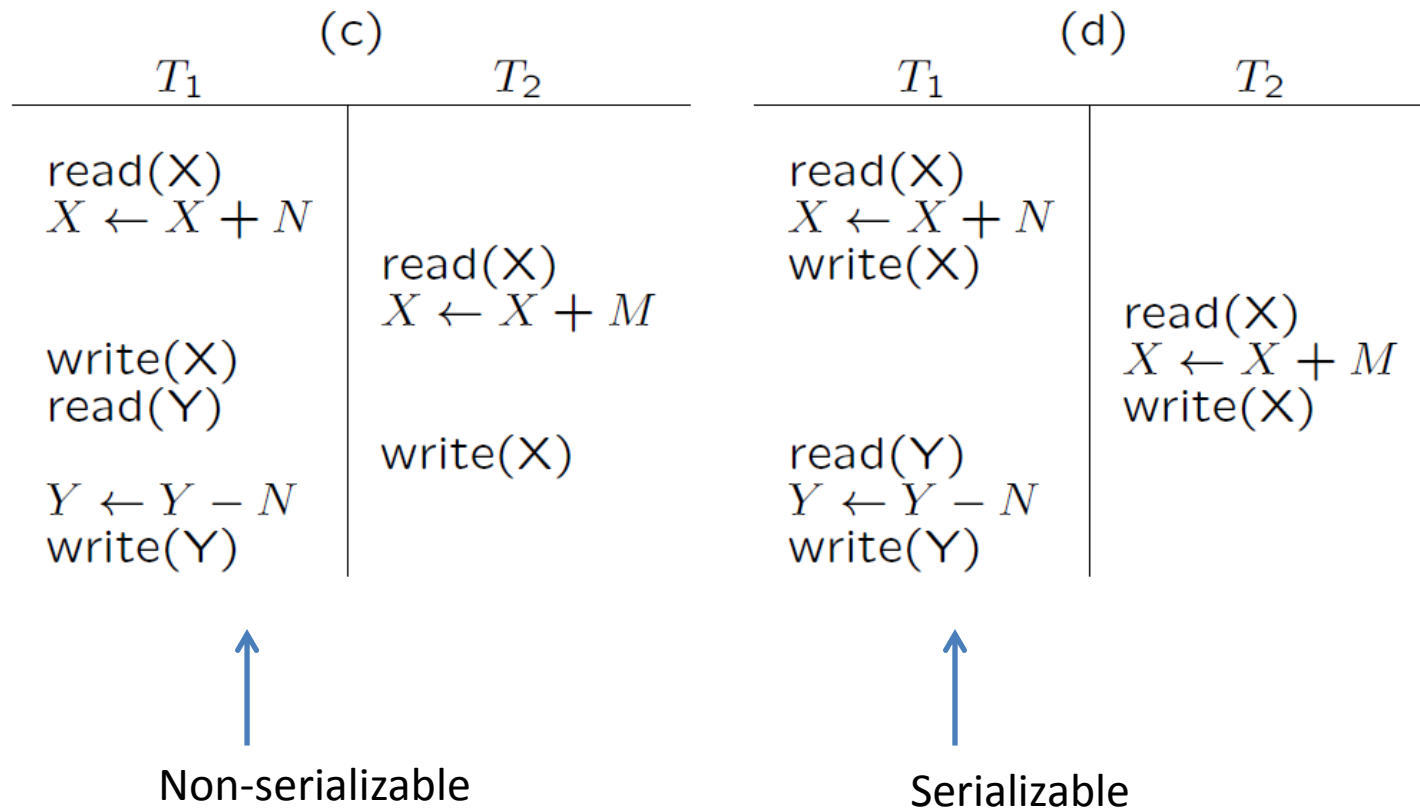 (c)
T₁ T₂
read(X)
X ← X + N
read(X)
X ← X + M
write(X)
read(Y)
write(X)
Y ← Y − N
write(Y)
Non-serializable
(d)
T₁ T₂
read(X)
X ← X + N
write(X)
read(X)
X ← X + M
write(X)
read(Y)
Y ← Y − N
write(Y)
Serializable